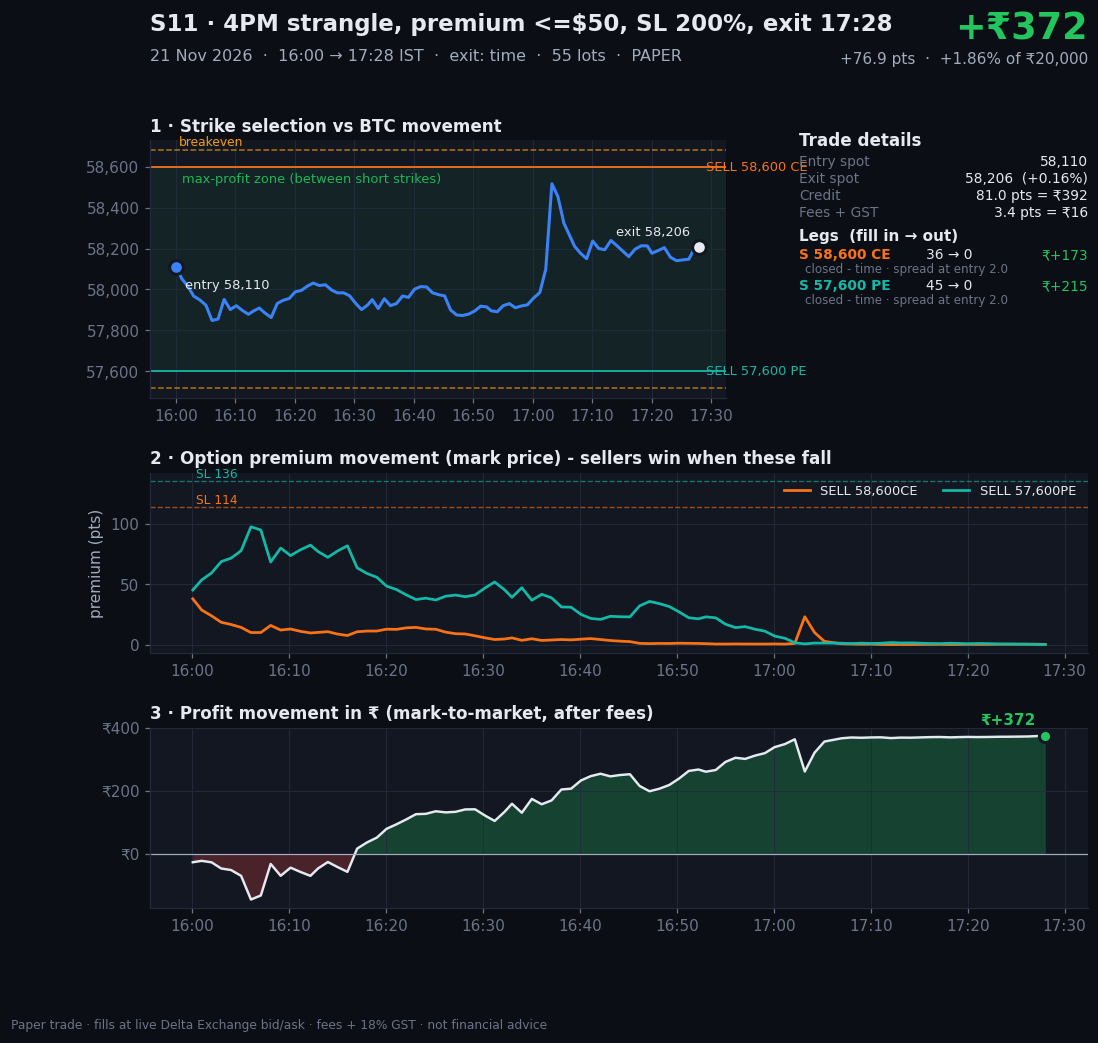 S11 · 4PM strangle, premium <=$50, SL 200%, exit 17:28
+₹372
21 Nov 2026 · 16:00 → 17:28 IST · exit: time · 55 lots · PAPER
+76.9 pts · +1.86% of ₹20,000
1 · Strike selection vs BTC movement
breakeven
SELL 58,600 CE
max-profit zone (between short strikes)
exit 58,206
entry 58,110
SELL 57,600 PE
58,600
58,400
58,200
58,000
57,800
57,600
16:00 16:10 16:20 16:30 16:40 16:50 17:00 17:10 17:20 17:30
Trade details
Entry spot 58,110
Exit spot 58,206 (+0.16%)
Credit 81.0 pts = ₹392
Fees + GST 3.4 pts = ₹16
Legs (fill in → out)
S 58,600 CE 36 → 0 ₹+173
closed - time · spread at entry 2.0
S 57,600 PE 45 → 0 ₹+215
closed - time · spread at entry 2.0
2 · Option premium movement (mark price) - sellers win when these fall
SL 136
SL 114
SELL 58,600CE SELL 57,600PE
premium (pts)
100
50
0
16:00 16:10 16:20 16:30 16:40 16:50 17:00 17:10 17:20 17:30
3 · Profit movement in ₹ (mark-to-market, after fees)
₹+372
₹400
₹200
₹0
16:00 16:10 16:20 16:30 16:40 16:50 17:00 17:10 17:20 17:30
Paper trade · fills at live Delta Exchange bid/ask · fees + 18% GST · not financial advice